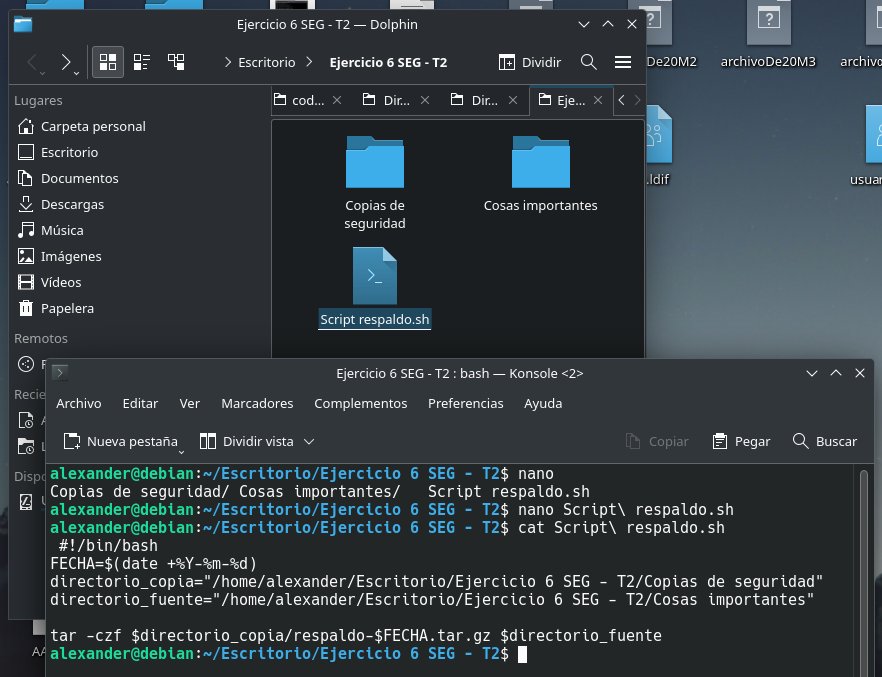 Ejercicio 6 SEG - T2 — Dolphin
Escritorio
Ejercicio 6 SEG - T2
Dividir
De20M2
archivoDe20M3
archivo
Lugares
Carpeta personal
Escritorio
Documentos
Descargas
Música
Imágenes
Vídeos
Papelera
Remotos
Recie
Dispo
cod...
Dir...
Dir...
Eje...
Copias de
seguridad
Cosas importantes
Script respaldo.sh
.ldif
usuar
AA
Ejercicio 6 SEG - T2 : bash — Konsole <2>
Archivo Editar Ver Marcadores Complementos Preferencias Ayuda
Nueva pestaña Dividir vista Copiar Pegar Buscar
alexander@debian:~/Escritorio/Ejercicio 6 SEG - T2$ nano
Copias de seguridad/ Cosas importantes/   Script respaldo.sh
alexander@debian:~/Escritorio/Ejercicio 6 SEG - T2$ nano Script\ respaldo.sh
alexander@debian:~/Escritorio/Ejercicio 6 SEG - T2$ cat Script\ respaldo.sh
 #!/bin/bash
FECHA=$(date +%Y-%m-%d)
directorio_copia="/home/alexander/Escritorio/Ejercicio 6 SEG - T2/Copias de seguridad"
directorio_fuente="/home/alexander/Escritorio/Ejercicio 6 SEG - T2/Cosas importantes"
tar -czf $directorio_copia/respaldo-$FECHA.tar.gz $directorio_fuente
alexander@debian:~/Escritorio/Ejercicio 6 SEG - T2$